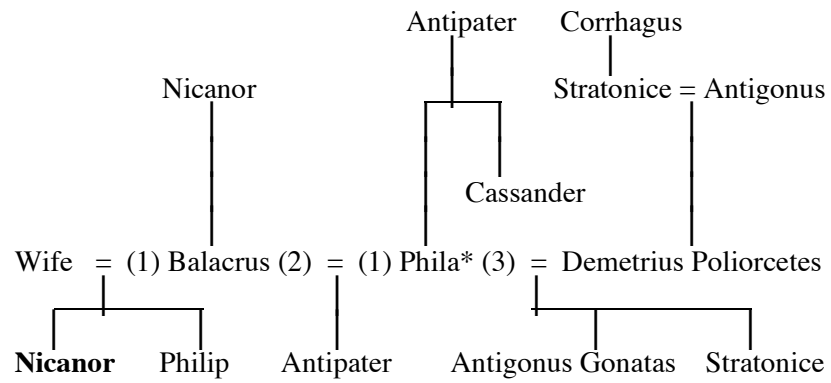 Antipater Corrhagus
Nicanor Stratonice = Antigonus
Cassander
Wife = (1) Balacrus (2) = (1) Phila* (3) = Demetrius Poliorcetes
Nicanor Philip Antipater Antigonus Gonatas Stratonice